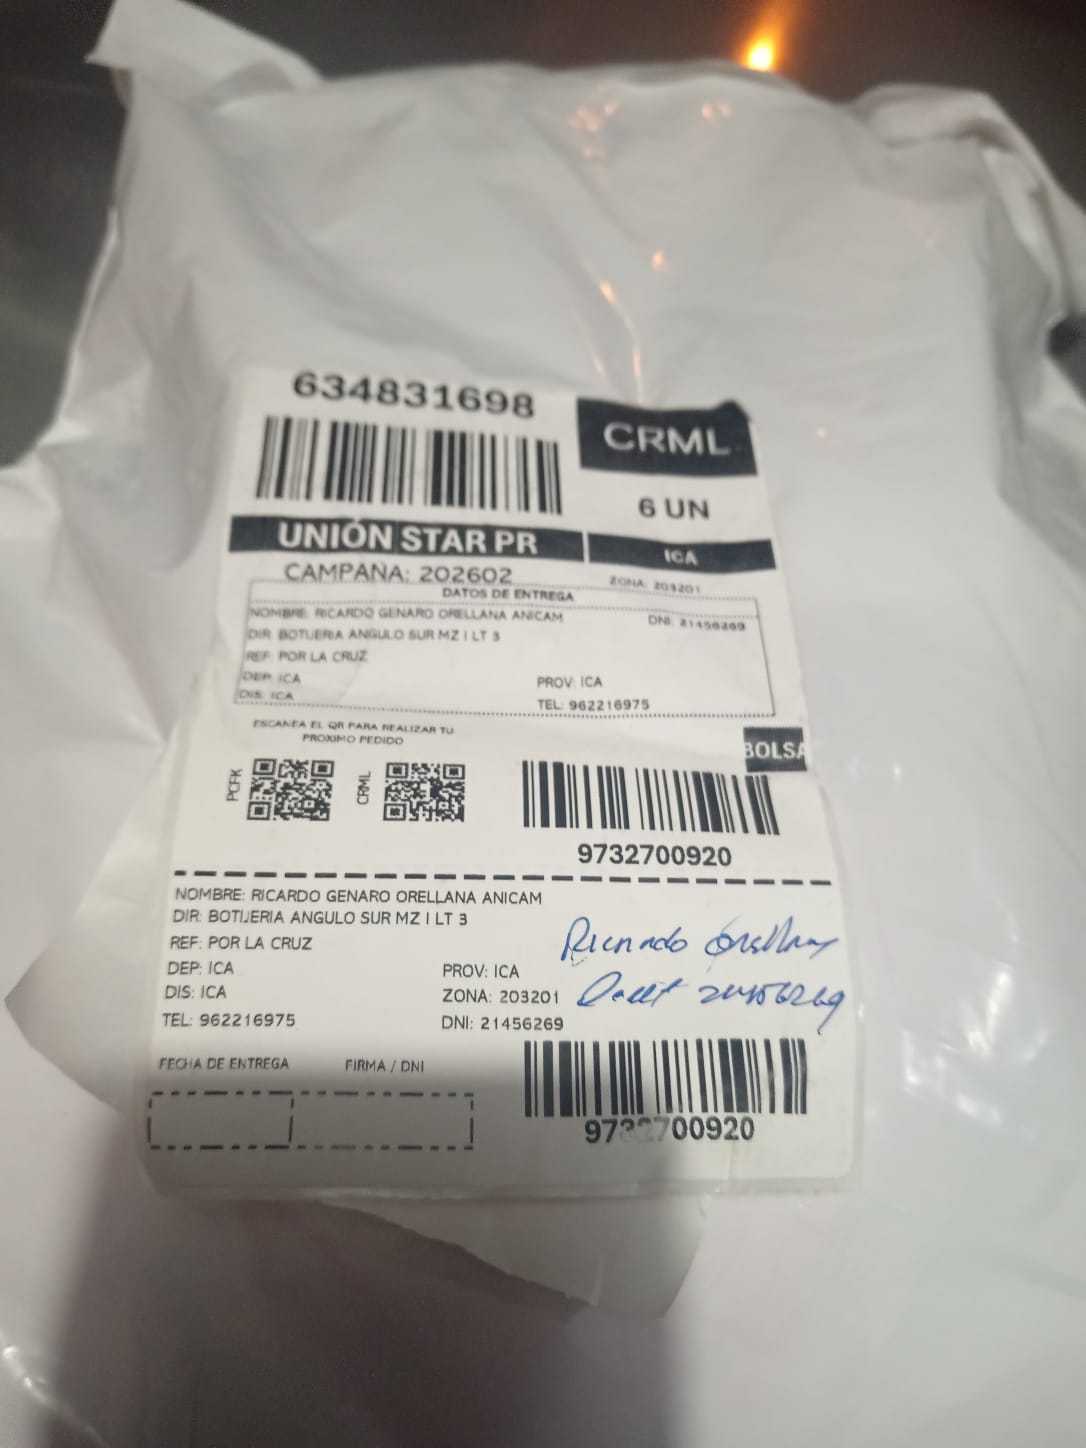 634831698
CRML
6 UN
UNIÓN STAR PR
ICA
CAMPAÑA: 202602
ZONA: 203201
DATOS DE ENTREGA
NOMBRE: RICARDO GENARO ORELLANA ANICAM
DNI: 21456269
DIR: BOTIJERIA ANGULO SUR MZ I LT 3
REF: POR LA CRUZ
DEP: ICA
PROV: ICA
DIS: ICA
TEL: 962216975
ESCANEA EL QR PARA REALIZAR TU
PROXIMO PEDIDO
BOLSA
PCFK
CRML
9732700920
NOMBRE: RICARDO GENARO ORELLANA ANICAM
DIR: BOTIJERIA ANGULO SUR MZ I LT 3
REF: POR LA CRUZ
Ricardo Orellana
DEP: ICA
PROV: ICA
DIS: ICA
ZONA: 203201
21456269
TEL: 962216975
DNI: 21456269
FECHA DE ENTREGA
FIRMA / DNI
9732700920